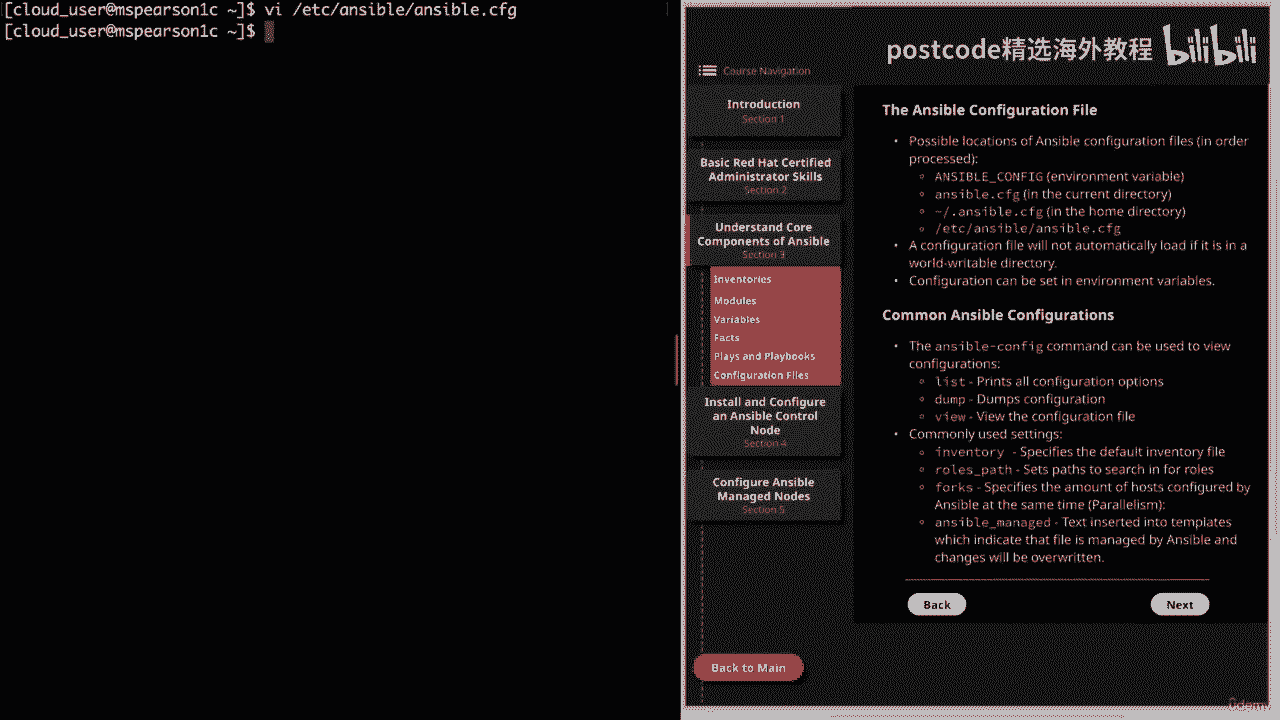 [cloud_user@mspearson1c ~]$ vi /etc/ansible/ansible.cfg
[cloud_user@mspearson1c ~]$
postcode精选海外教程 bilibili
Course Navigation
Introduction
Section 1
Basic Red Hat Certified
Administrator Skills
Section 2
Understand Core
Components of Ansible
Section 3
Inventories
Modules
Variables
Facts
Plays and Playbooks
Configuration Files
Install and Configure
an Ansible Control
Node
Section 4
Configure Ansible
Managed Nodes
Section 5
Back to Main
The Ansible Configuration File
• Possible locations of Ansible configuration files (in order
processed):
◦ ANSIBLE_CONFIG (environment variable)
◦ ansible.cfg (in the current directory)
◦ ~/.ansible.cfg (in the home directory)
◦ /etc/ansible/ansible.cfg
• A configuration file will not automatically load if it is in a
world-writable directory.
• Configuration can be set in environment variables.
Common Ansible Configurations
• The ansible-config command can be used to view
configurations:
◦ list - Prints all configuration options
◦ dump - Dumps configuration
◦ view - View the configuration file
• Commonly used settings:
◦ inventory - Specifies the default inventory file
◦ roles_path - Sets paths to search in for roles
◦ forks - Specifies the amount of hosts configured by
Ansible at the same time (Parallelism):
◦ ansible_managed - Text inserted into templates
which indicate that file is managed by Ansible and
changes will be overwritten.
Back
Next